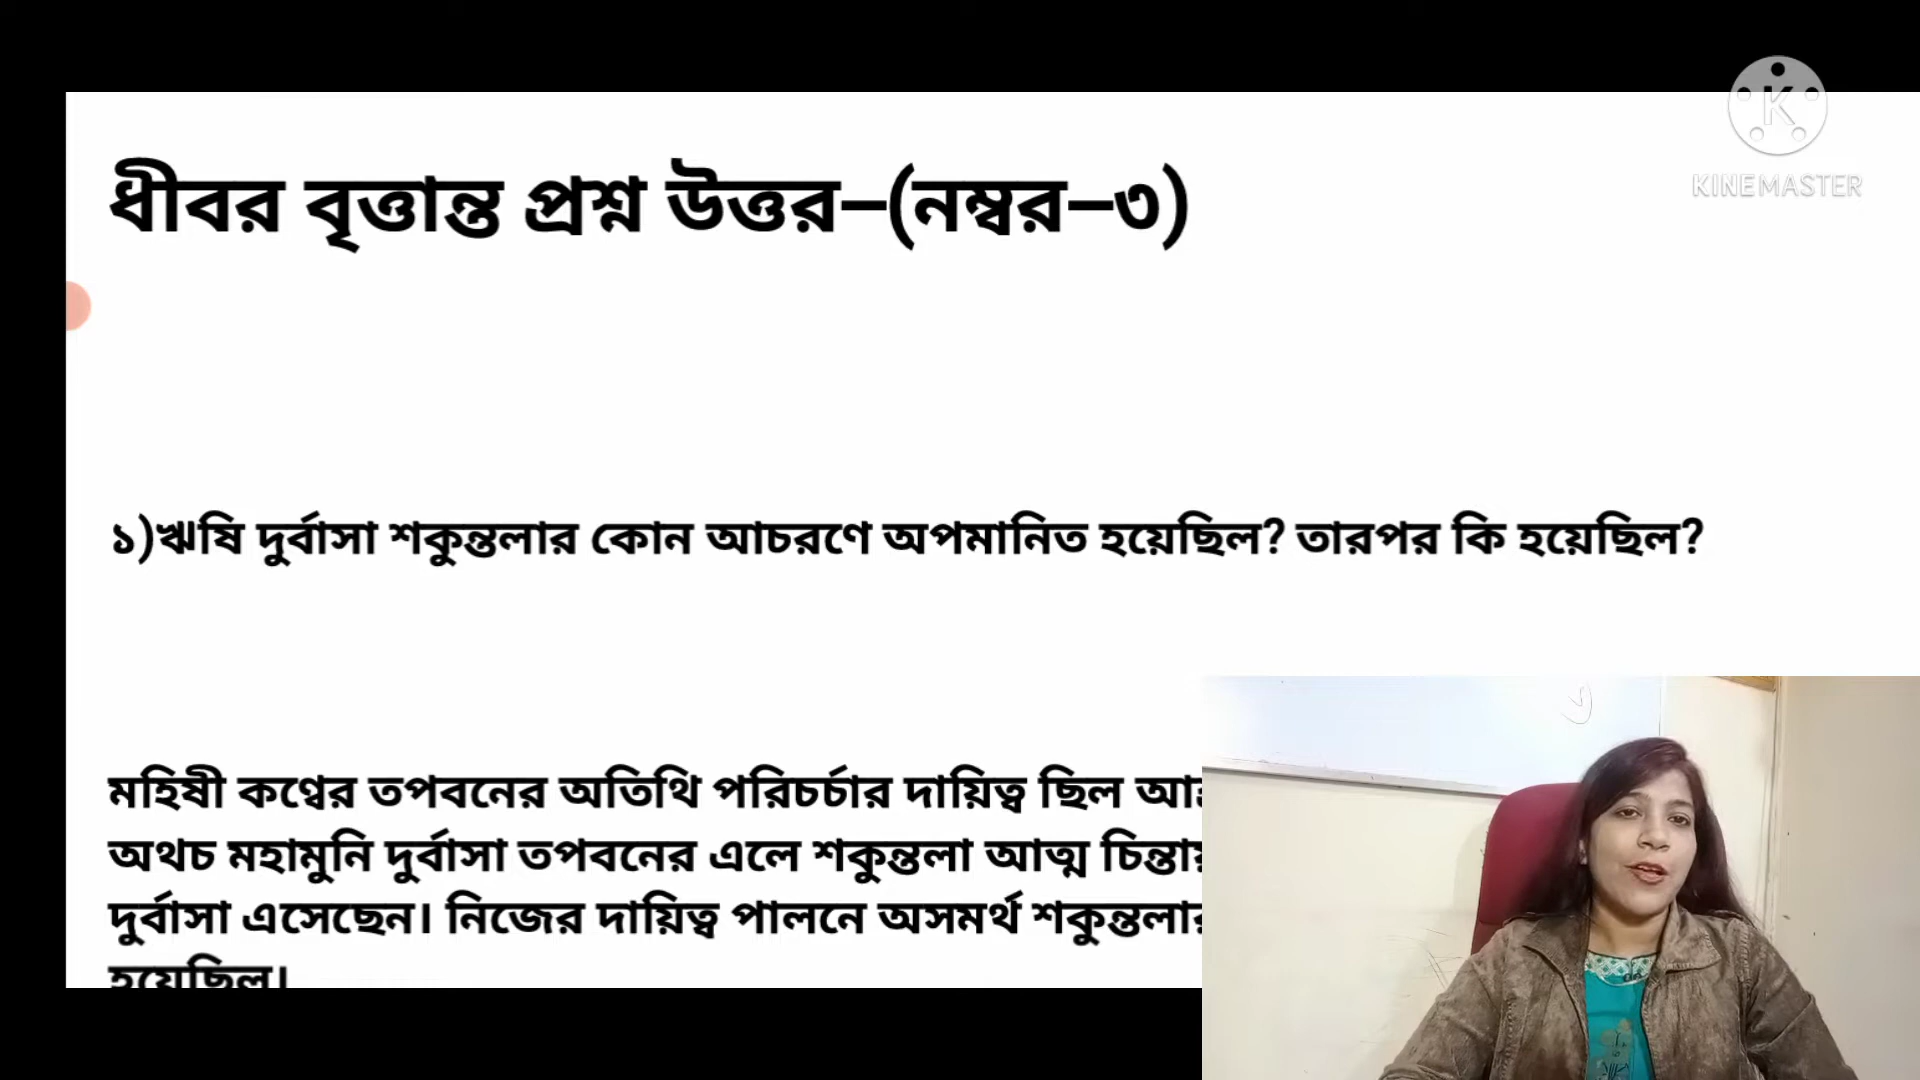 ধীবর বৃত্তান্ত প্রশ্ন উত্তর–(নম্বর–৩)
K
KINEMASTER
১)ঋষি দুর্বাসা শকুন্তলার কোন আচরণে অপমানিত হয়েছিল? তারপর কি হয়েছিল?
মহিষী কণ্বের তপবনের অতিথি পরিচর্চার দায়িত্ব ছিল
অথচ মহামুনি দুর্বাসা তপবনের এলে শকুন্তলা আত্ম
দুর্বাসা এসেছেন। নিজের দায়িত্ব পালনে অসমর্থ
হয়েছিল।